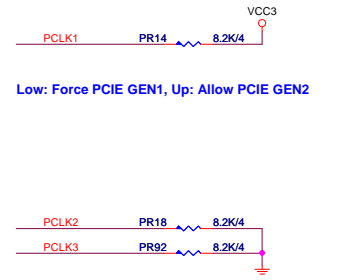 VCC3
PCLK1 PR14 8.2K/4
Low: Force PCIE GEN1, Up: Allow PCIE GEN2
PCLK2 PR18 8.2K/4
PCLK3 PR92 8.2K/4